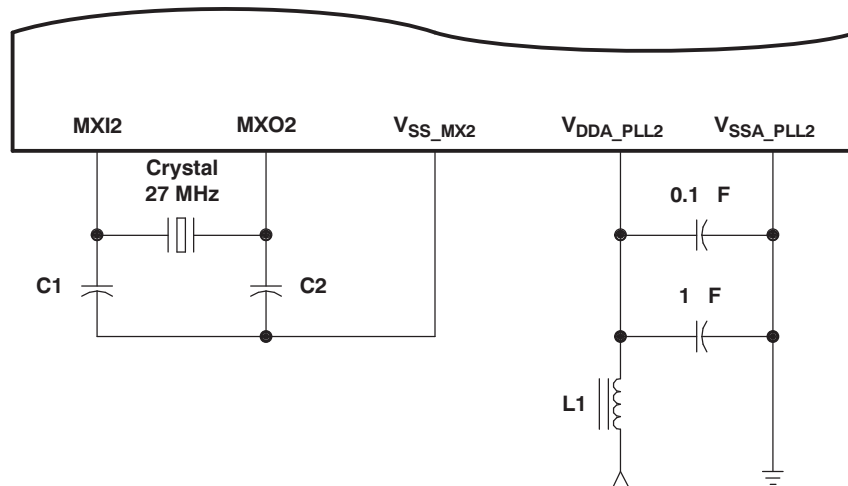 MXI2 MXO2 VSS_MX2 VDDA_PLL2 VSSA_PLL2
Crystal
27 MHz
0.1 F
C1
C2
1 F
L1